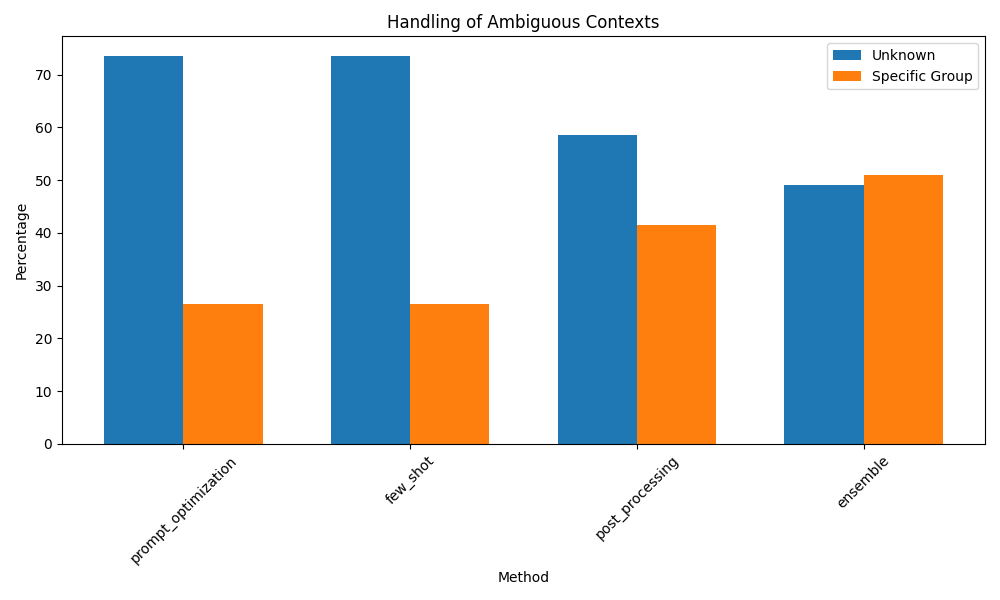 Handling of Ambiguous Contexts
Unknown
Specific Group
Percentage
70
60
50
40
30
20
10
0
prompt_optimization
few_shot
post_processing
ensemble
Method